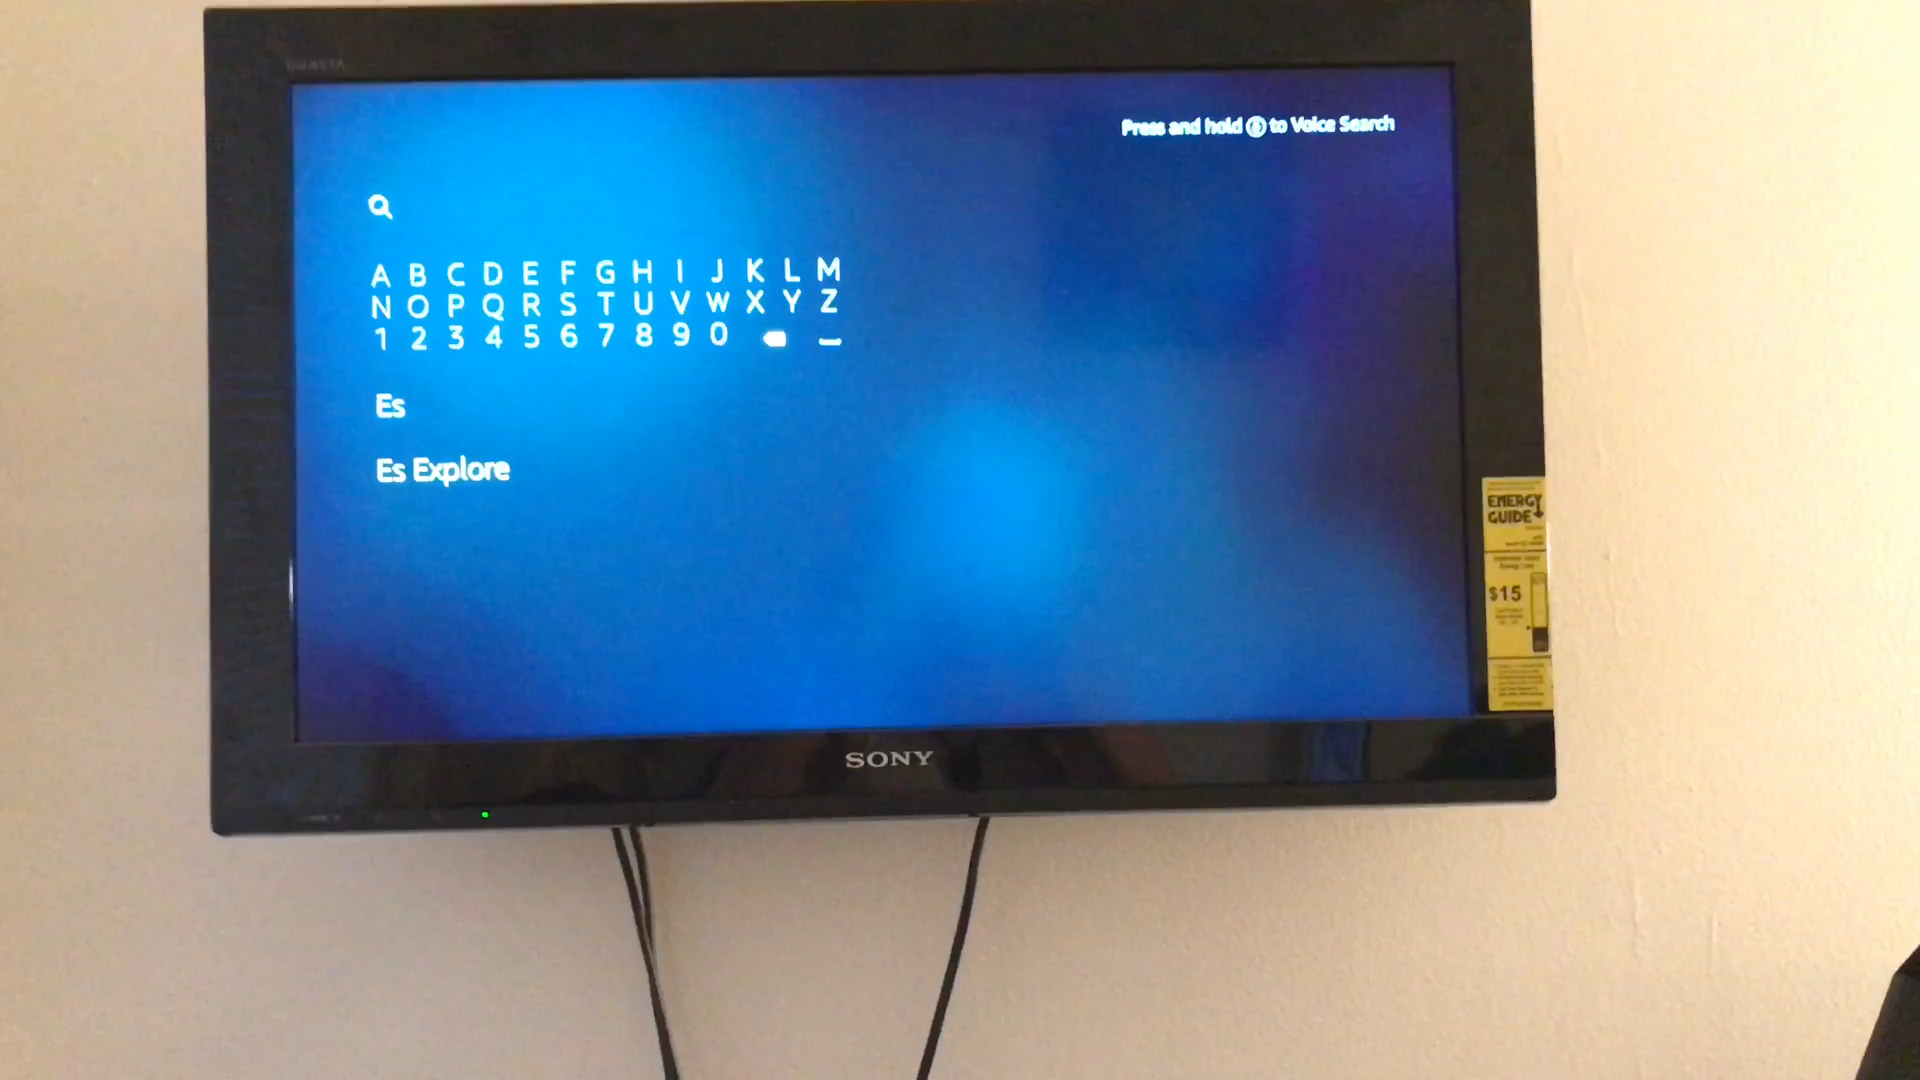 BRAVIA
Press and hold to Voice Search
A B C D E F G H I J K L M
N O P Q R S T U V W X Y Z
1 2 3 4 5 6 7 8 9 0
Es
Es Explore
ENERGY
GUIDE
$15
SONY